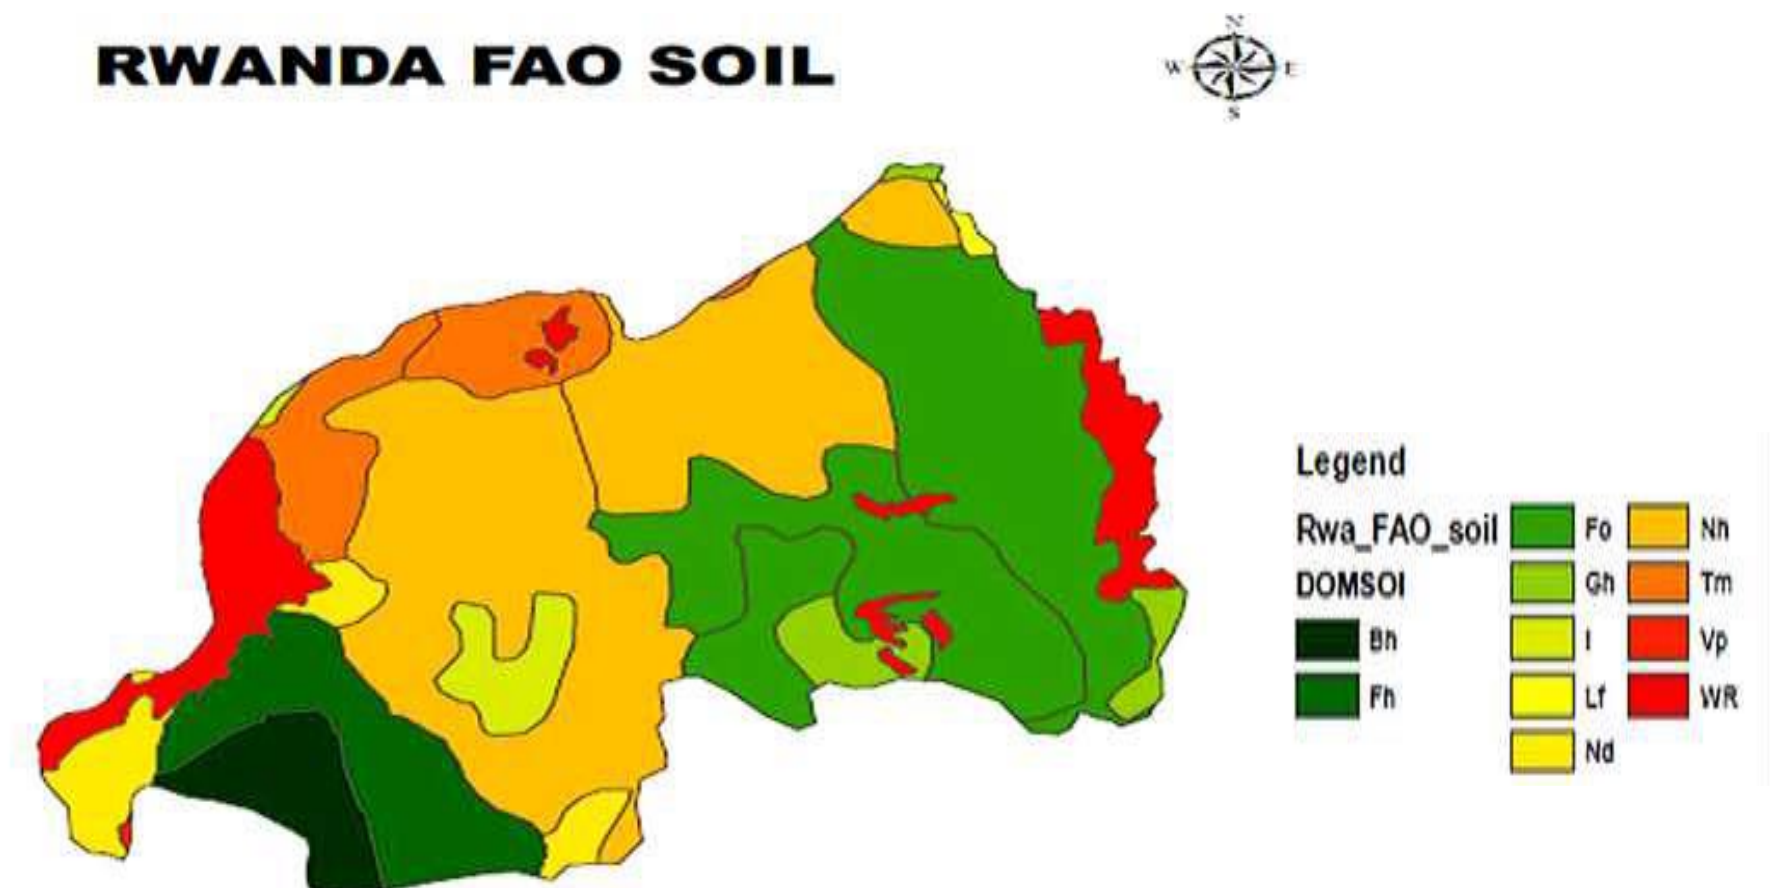 RWANDA FAO SOIL
N
W E
S
Legend
Rwa_FAO_soil
DOMSOI
Bh
Fh
Fo
Gh
I
Lf
Nd
Nh
Tm
Vp
WR